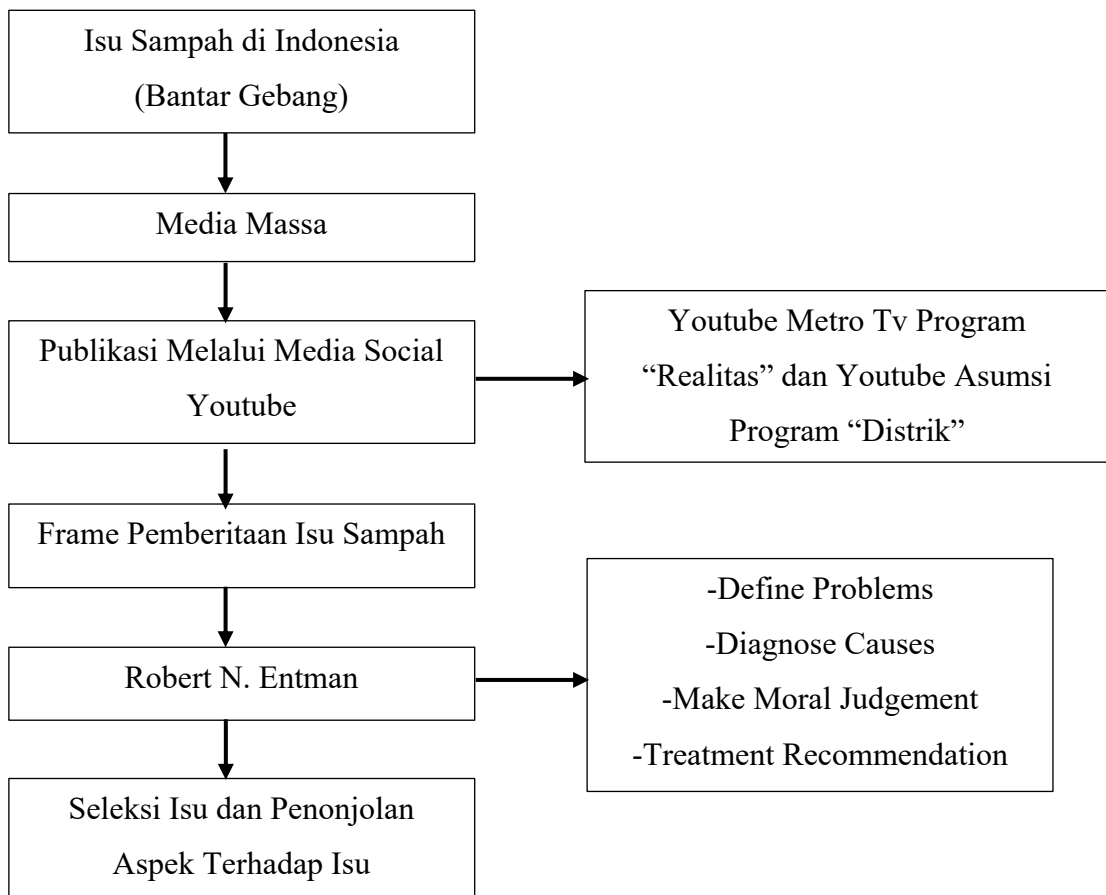 Isu Sampah di Indonesia
(Bantar Gebang)
Media Massa
Publikasi Melalui Media Social
Youtube
Youtube Metro Tv Program
“Realitas” dan Youtube Asumsi
Program “Distrik”
Frame Pemberitaan Isu Sampah
Robert N. Entman
-Define Problems
-Diagnose Causes
-Make Moral Judgement
-Treatment Recommendation
Seleksi Isu dan Penonjolan
Aspek Terhadap Isu